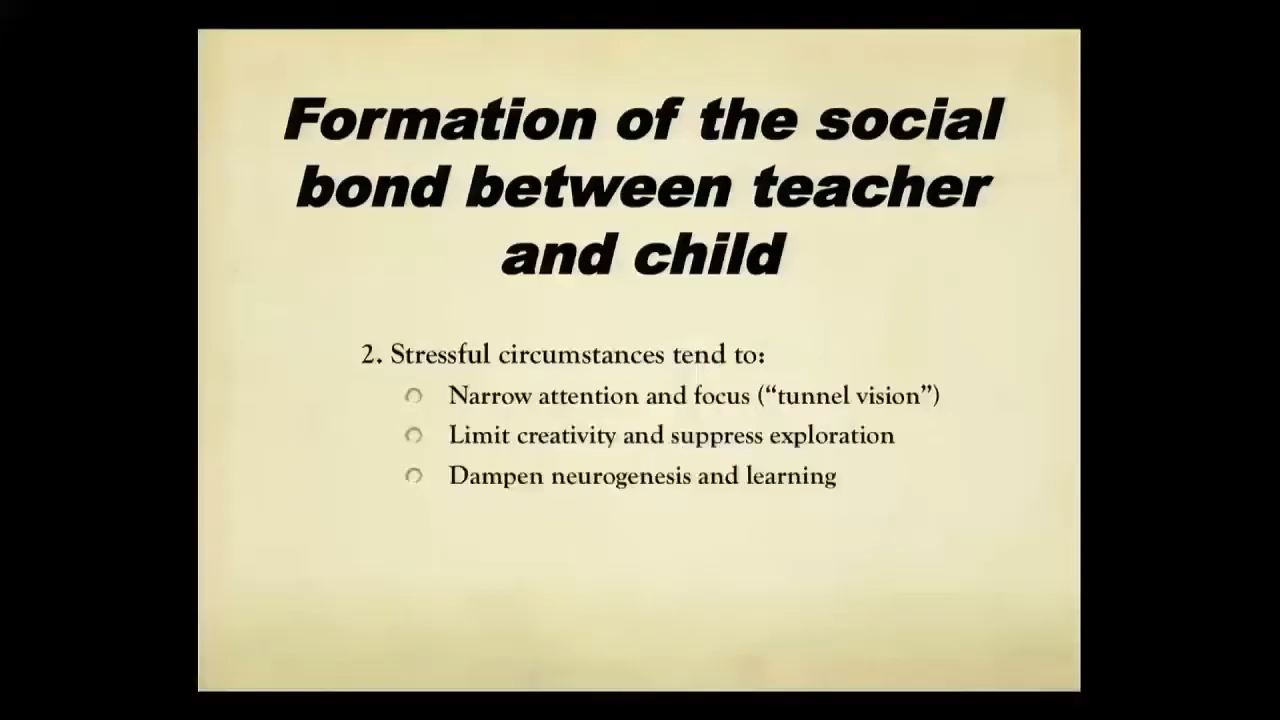 Formation of the social
bond between teacher
and child
2. Stressful circumstances tend to:
Narrow attention and focus (“tunnel vision”)
Limit creativity and suppress exploration
Dampen neurogenesis and learning